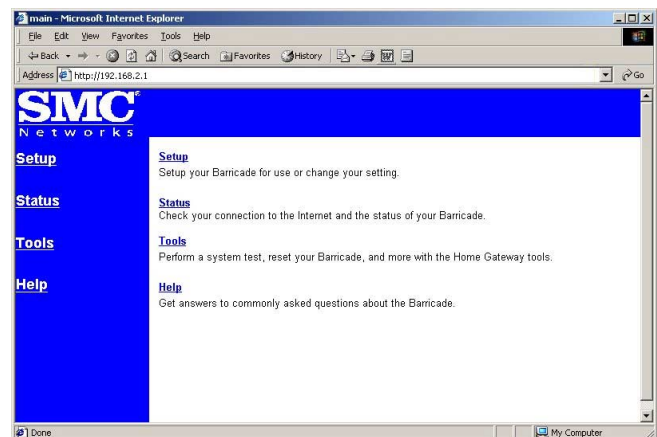 main - Microsoft Internet Explorer
File Edit View Favorites Tools Help
Back Search Favorites History
Address http://192.168.2.1 Go
SMC®
Networks
Setup
Status
Tools
Help
Setup
Setup your Barricade for use or change your setting.
Status
Check your connection to the Internet and the status of your Barricade.
Tools
Perform a system test, reset your Barricade, and more with the Home Gateway tools.
Help
Get answers to commonly asked questions about the Barricade.
Done My Computer